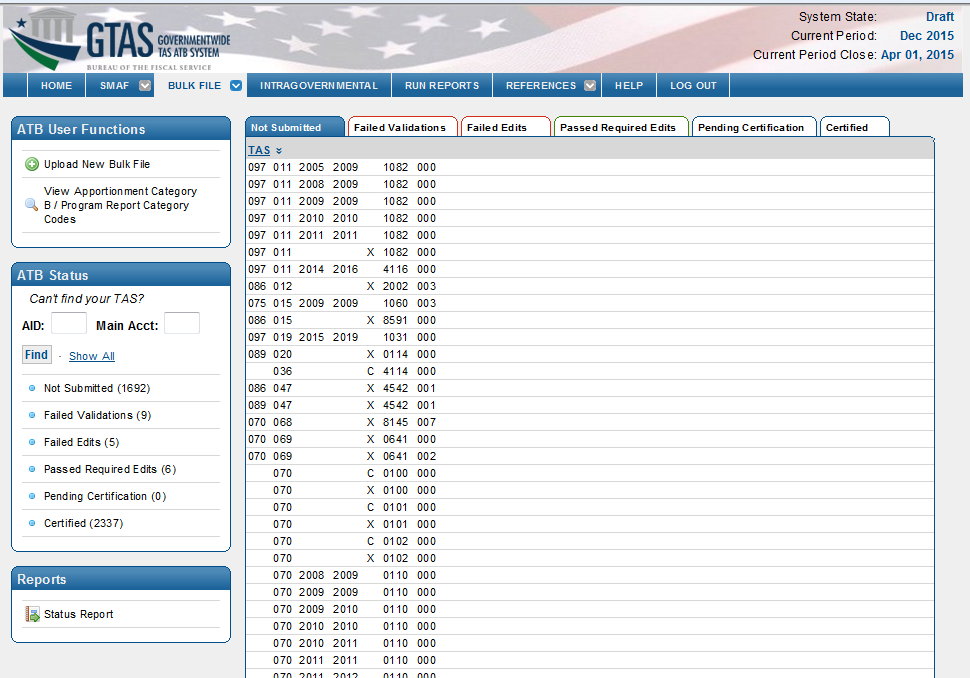 GTAS GOVERNMENTWIDE
TAS ATB SYSTEM
BUREAU OF THE FISCAL SERVICE
System State: Draft
Current Period: Dec 2015
Current Period Close: Apr 01, 2015
HOME SMAF BULK FILE INTRAGOVERNMENTAL RUN REPORTS REFERENCES HELP LOG OUT
ATB User Functions
Upload New Bulk File
View Apportionment Category
B / Program Report Category
Codes
ATB Status
Can't find your TAS?
AID: Main Acct:
Find · Show All
Not Submitted (1692)
Failed Validations (9)
Failed Edits (5)
Passed Required Edits (6)
Pending Certification (0)
Certified (2337)
Reports
Status Report
Not Submitted Failed Validations Failed Edits Passed Required Edits Pending Certification Certified
TAS
097 011 2005 2009 1082 000
097 011 2008 2009 1082 000
097 011 2009 2009 1082 000
097 011 2010 2010 1082 000
097 011 2011 2011 1082 000
097 011 X 1082 000
097 011 2014 2016 4116 000
086 012 X 2002 003
075 015 2009 2009 1060 003
086 015 X 8591 000
097 019 2015 2019 1031 000
089 020 X 0114 000
036 C 4114 000
086 047 X 4542 001
089 047 X 4542 001
070 068 X 8145 007
070 069 X 0641 000
070 069 X 0641 002
070 C 0100 000
070 X 0100 000
070 C 0101 000
070 X 0101 000
070 C 0102 000
070 X 0102 000
070 2008 2009 0110 000
070 2009 2009 0110 000
070 2009 2010 0110 000
070 2010 2010 0110 000
070 2010 2011 0110 000
070 2011 2011 0110 000
070 2011 2012 0110 000